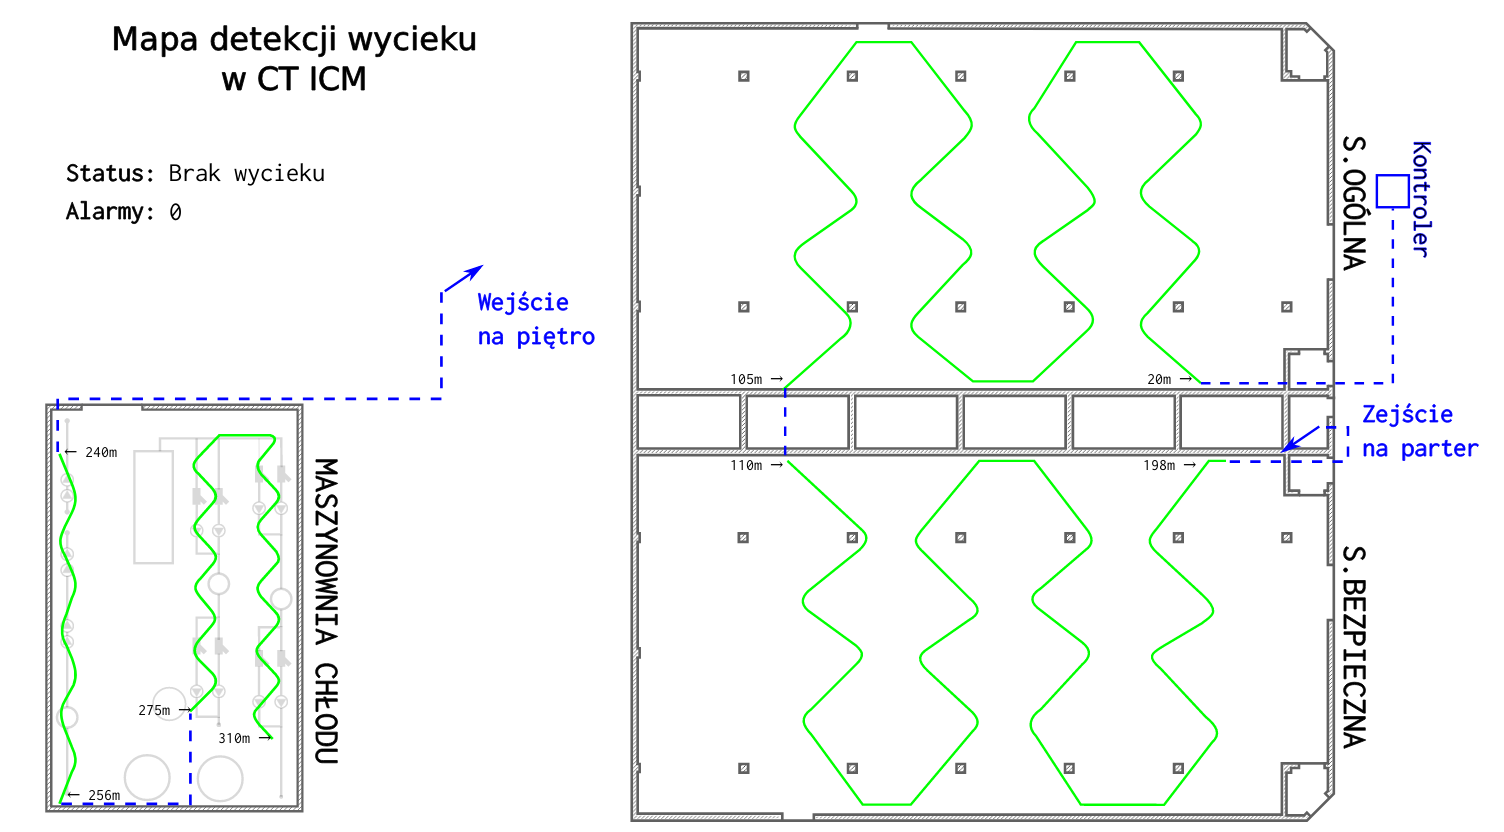 Mapa detekcji wycieku
w CT ICM
Status: Brak wycieku
Alarmy: 0
Wejście
na piętro
← 240m
275m →
310m →
← 256m
MASZYNOWNIA CHŁODU
105m →
20m →
110m →
198m →
S.OGÓLNA
Kontroler
Zejście
na parter
S.BEZPIECZNA